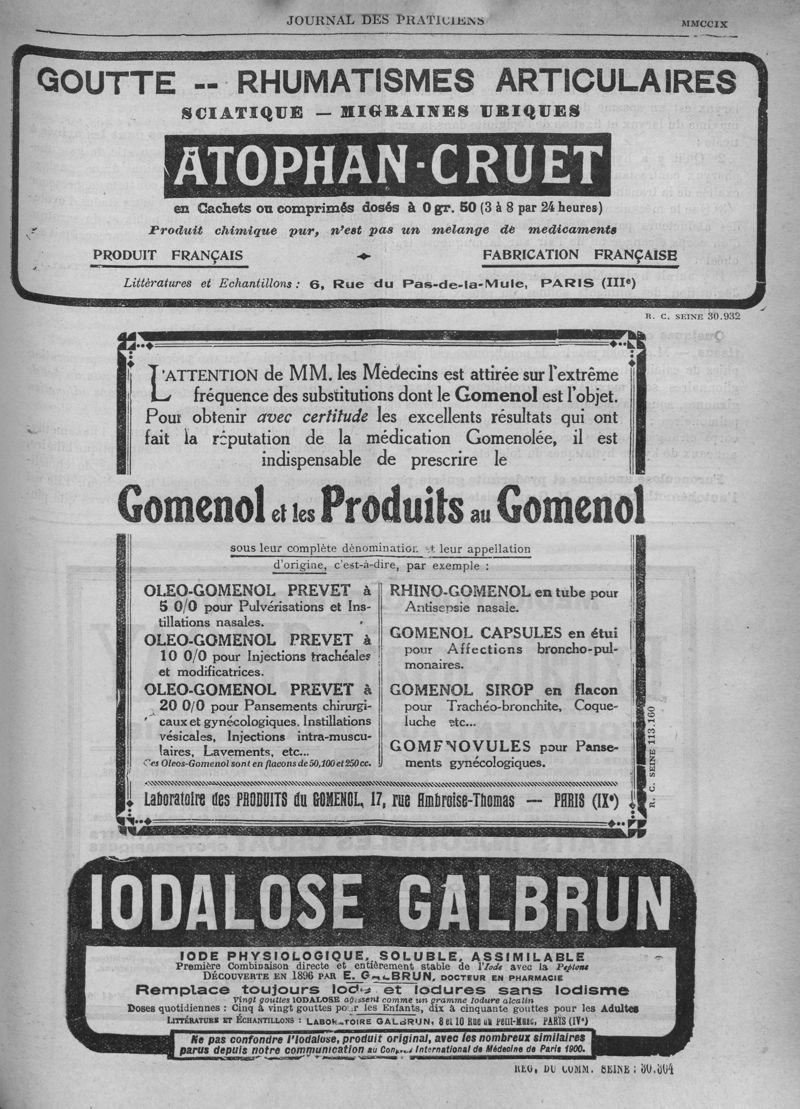 JOURNAL DES PRATICIENS
MMCCIX
GOUTTE -- RHUMATISMES ARTICULAIRES
SCIATIQUE — MIGRAINES URIQUES
ATOPHAN-CRUET
en Cachets ou comprimés dosés à 0 gr. 50 (3 à 8 par 24 heures)
Produit chimique pur, n'est pas un mélange de médicaments
PRODUIT FRANÇAIS
FABRICATION FRANÇAISE
Littératures et Echantillons : 6, Rue du Pas-de-la-Mule, PARIS (IIIe)
R. C. SEINE 30.932
L'ATTENTION de MM. les Médecins est attirée sur l'extrême
fréquence des substitutions dont le Gomenol est l'objet.
Pour obtenir avec certitude les excellents résultats qui ont
fait la réputation de la médication Gomenolée, il est
indispensable de prescrire le
Gomenol et les Produits au Gomenol
sous leur complète dénomination et leur appellation
d'origine, c'est-à-dire, par exemple :
OLEO-GOMENOL PREVET à
5 0/0 pour Pulvérisations et Ins-
tillations nasales.
OLEO-GOMENOL PREVET à
10 0/0 pour Injections trachéales
et modificatrices.
OLEO-GOMENOL PREVET à
20 0/0 pour Pansements chirurgi-
caux et gynécologiques. Instillations
vésicales, Injections intra-muscu-
laires, Lavements, etc...
Ces Oleos-Gomenol sont en flacons de 50, 100 et 250 cc.
RHINO-GOMENOL en tube pour
Antisepsie nasale.
GOMENOL CAPSULES en étui
pour Affections broncho-pul-
monaires.
GOMENOL SIROP en flacon
pour Trachéo-bronchite, Coque-
luche etc...
GOMENOVULES pour Panse-
ments gynécologiques.
R. C. SEINE 113.160
Laboratoire des PRODUITS du GOMENOL, 17, rue Ambroise-Thomas — PARIS (IXe)
IODALOSE GALBRUN
IODE PHYSIOLOGIQUE, SOLUBLE, ASSIMILABLE
Première Combinaison directe et entièrement stable de l'Iode avec la Peptone
DÉCOUVERTE EN 1896 PAR E. GALBRUN, DOCTEUR EN PHARMACIE
Remplace toujours Iode et Iodures sans Iodisme
Vingt gouttes IODALOSE agissent comme un gramme Iodure alcalin
Doses quotidiennes : Cinq à vingt gouttes pour les Enfants, dix à cinquante gouttes pour les Adultes
LITTÉRATURE ET ÉCHANTILLONS : LABORATOIRE GALBRUN, 8 et 10 Rue du Petit-Musc, PARIS (IVe)
Ne pas confondre l'Iodalose, produit original, avec les nombreux similaires
parus depuis notre communication au Congrès International de Médecine de Paris 1900.
REG. DU COMM. SEINE : 30.304